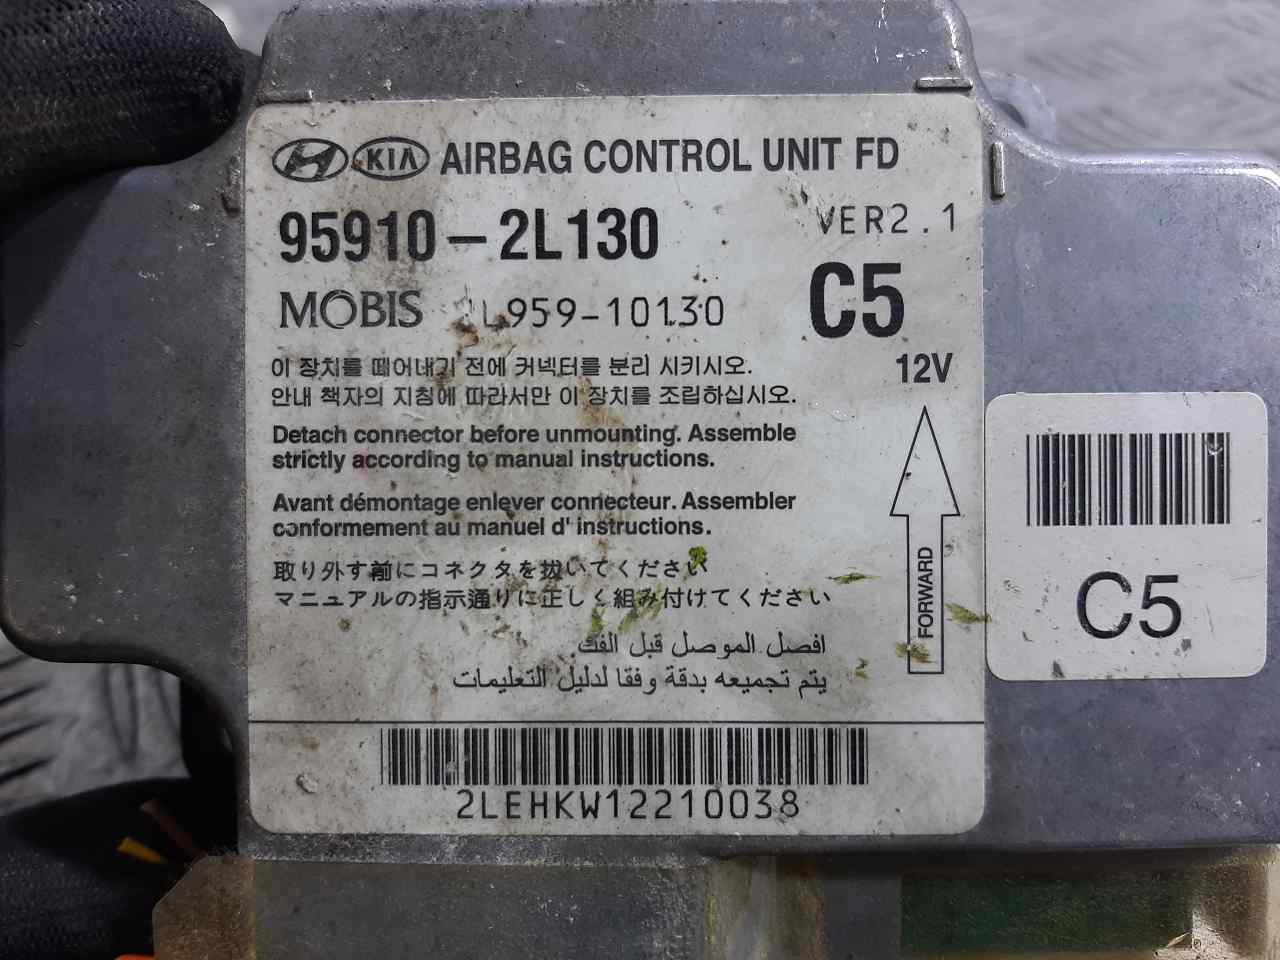 KIA AIRBAG CONTROL UNIT FD
95910-2L130 VER2.1
MOBIS 2L959-10130 C5
12V
이 장치를 떼어내기 전에 커넥터를 분리 시키시오.
안내 책자의 지침에 따라서만 이 장치를 조립하십시오.
Detach connector before unmounting. Assemble
strictly according to manual instructions.
Avant démontage enlever connecteur. Assembler
conformement au manuel d' instructions.
取り外す前にコネクタを抜いてください
マニュアルの指示通りに正しく組み付けてください
افصل الموصل قبل الفك.
يتم تجميعه بدقة وفقا لدليل التعليمات
FORWARD
2LEHKW12210038
C5